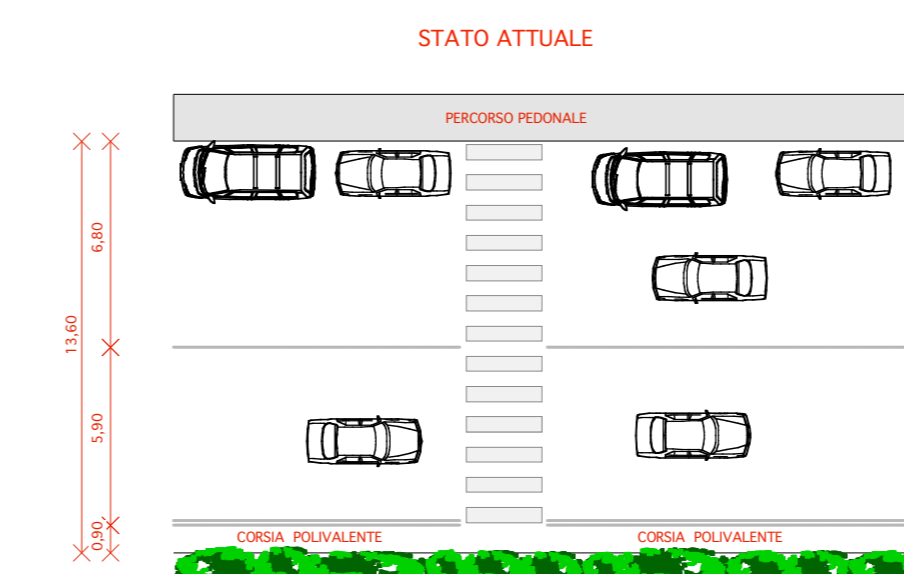 STATO ATTUALE
PERCORSO PEDONALE
6,80
13,60
5,90
0,90
CORSIA POLIVALENTE
CORSIA POLIVALENTE